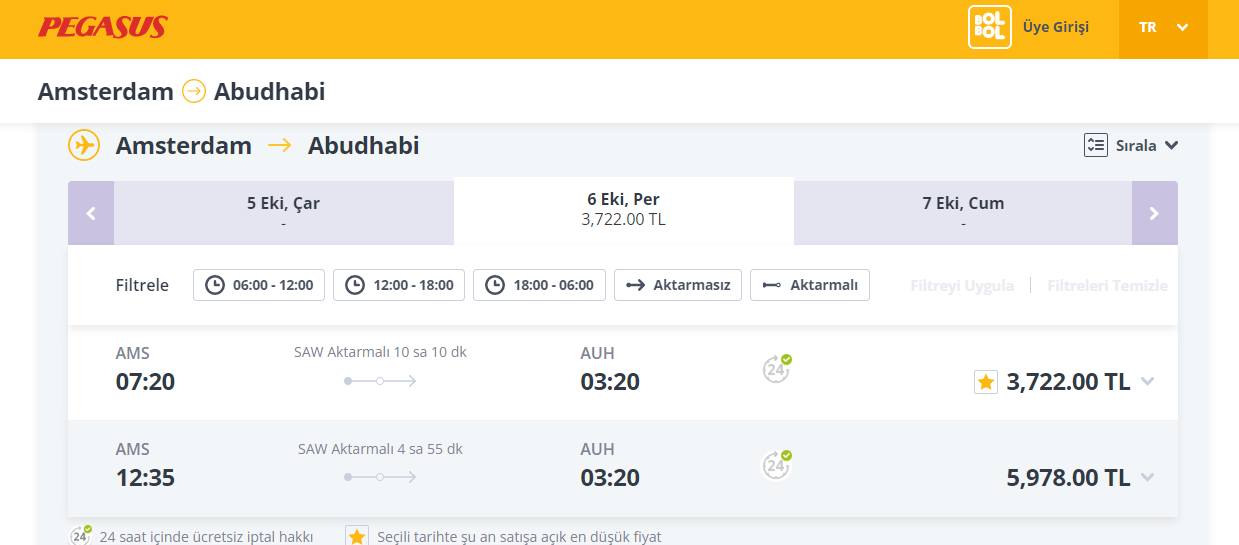 PEGASUS
BOL BOL
Üye Girişi
TR
Amsterdam Abudhabi
Amsterdam Abudhabi
Sırala
5 Eki, Çar
-
6 Eki, Per
3,722.00 TL
7 Eki, Cum
-
Filtrele 06:00 - 12:00 12:00 - 18:00 18:00 - 06:00 Aktarmasız Aktarmalı Filtreyi Uygula Filtreleri Temizle
AMS SAW Aktarmalı 10 sa 10 dk AUH
07:20 03:20 24 3,722.00 TL
AMS SAW Aktarmalı 4 sa 55 dk AUH
12:35 03:20 24 5,978.00 TL
24 24 saat içinde ücretsiz iptal hakkı Seçili tarihte şu an satışa açık en düşük fiyat